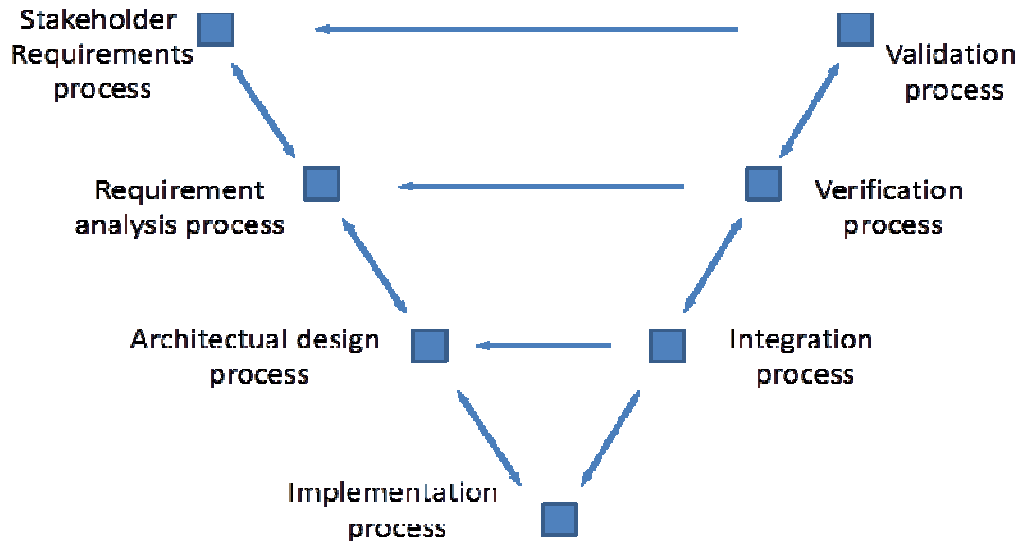 Stakeholder
Requirements
process
Validation
process
Requirement
analysis process
Verification
process
Architectual design
process
Integration
process
Implementation
process